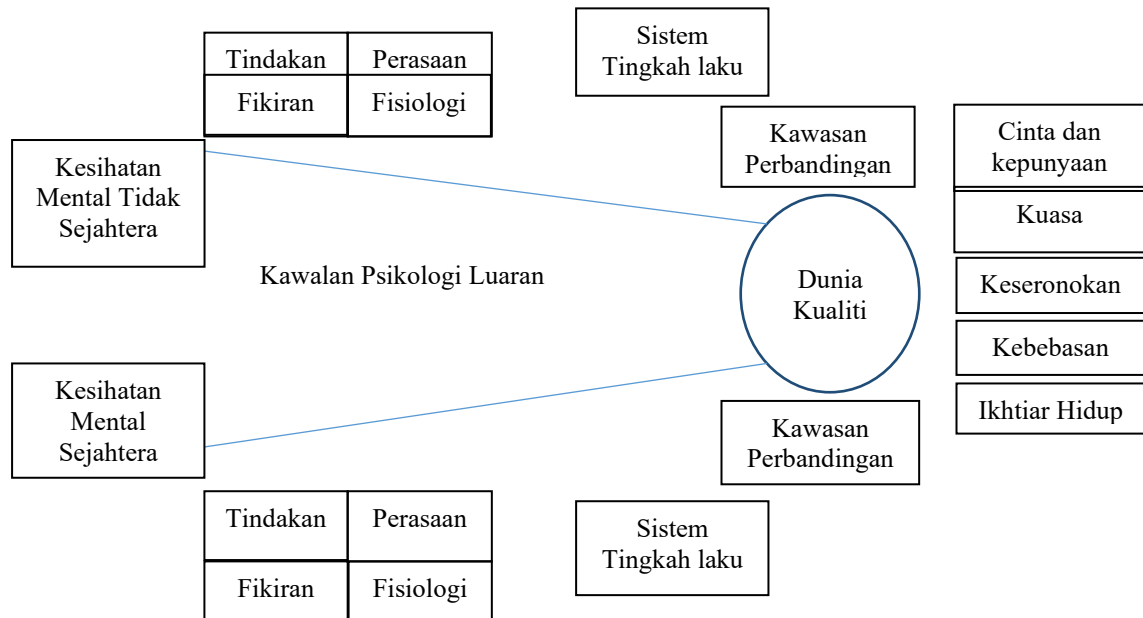 Sistem
Tingkah laku
Tindakan
Perasaan
Fikiran
Fisiologi
Kawasan
Perbandingan
Cinta dan
kepunyaan
Kesihatan
Mental Tidak
Sejahtera
Kuasa
Kawalan Psikologi Luaran
Dunia
Kualiti
Keseronokan
Kebebasan
Kesihatan
Mental
Sejahtera
Ikhtiar Hidup
Kawasan
Perbandingan
Tindakan
Perasaan
Sistem
Tingkah laku
Fikiran
Fisiologi